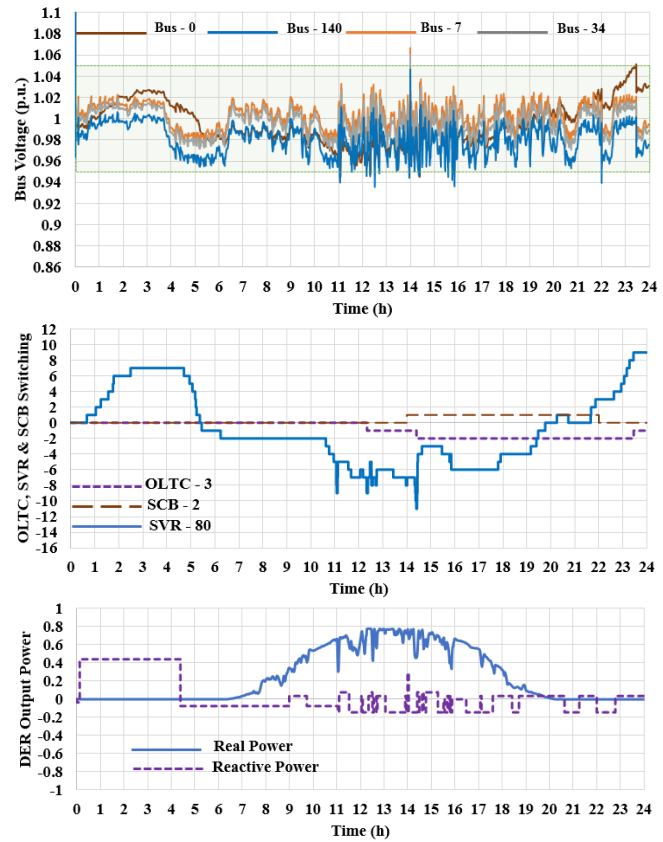 Bus - 0 Bus - 140 Bus - 7 Bus - 34
Bus Voltage (p.u.)
1.1
1.08
1.06
1.04
1.02
1
0.98
0.96
0.94
0.92
0.9
0.88
0.86
0 1 2 3 4 5 6 7 8 9 10 11 12 13 14 15 16 17 18 19 20 21 22 23 24
Time (h)
OLTC, SVR & SCB Switching
12
10
8
6
4
2
0
-2
-4
-6
-8
-10
-12
-14
-16
OLTC - 3
SCB - 2
SVR - 80
0 1 2 3 4 5 6 7 8 9 10 11 12 13 14 15 16 17 18 19 20 21 22 23 24
Time (h)
DER Output Power
1
0.8
0.6
0.4
0.2
0
-0.2
-0.4
-0.6
-0.8
-1
Real Power
Reactive Power
0 1 2 3 4 5 6 7 8 9 10 11 12 13 14 15 16 17 18 19 20 21 22 23 24
Time (h)